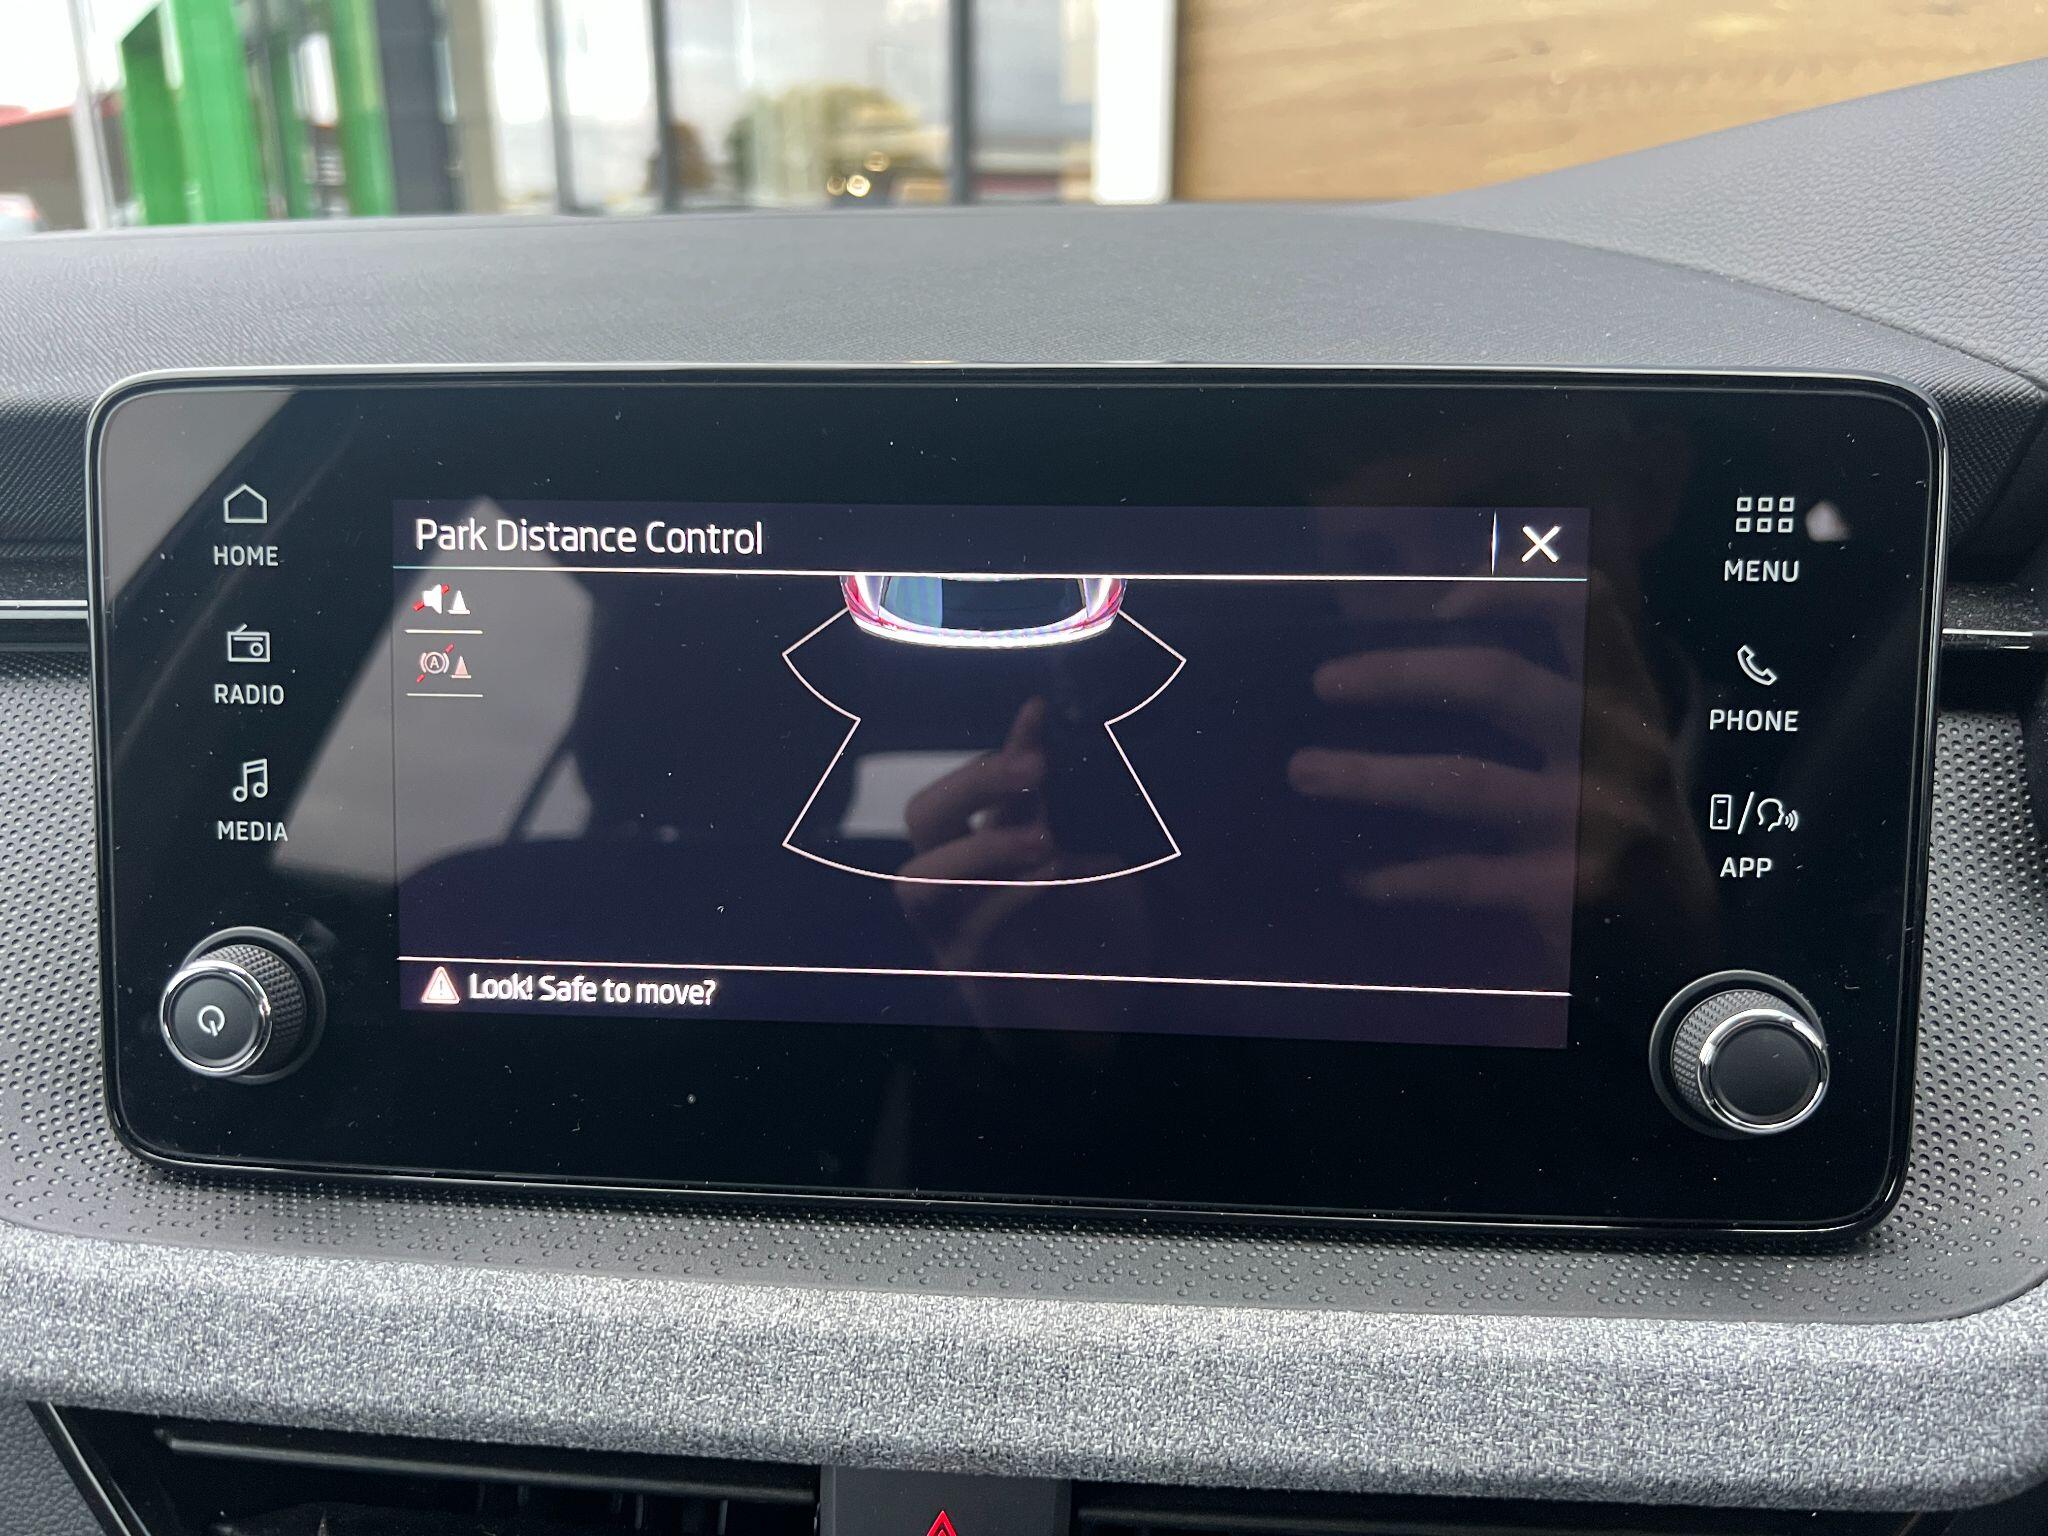 Park Distance Control
HOME
RADIO
MEDIA
MENU
PHONE
APP
A
Look! Safe to move?